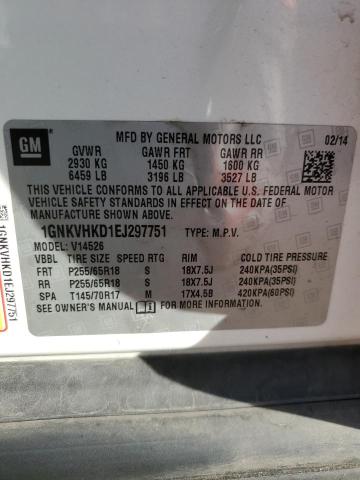 GM
MFD BY GENERAL MOTORS LLC 02/14
GVWR GAWR FRT GAWR RR
2930 KG 1450 KG 1600 KG
6459 LB 3196 LB 3527 LB
THIS VEHICLE CONFORMS TO ALL APPLICABLE U.S. FEDERAL MOTOR
VEHICLE SAFETY AND THEFT PREVENTION STANDARDS IN EFFECT ON THE
DATE OF MANUFACTURE SHOWN ABOVE.
1GNKVHKD1EJ297751 TYPE: M.P.V.
MODEL: V14526
VBBL TIRE SIZE SPEED RTG RIM COLD TIRE PRESSURE
FRT P255/65R18 S 18X7.5J 240KPA(35PSI)
RR P255/65R18 S 18X7.5J 240KPA(35PSI)
SPA T145/70R17 M 17X4.5B 420KPA(60PSI)
SEE OWNER'S MANUAL FOR MORE INFORMATION.
1GNKVHKD1EJ297751